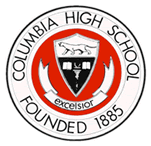 COLUMBIA HIGH SCHOOL
excelsior
FOUNDED 1885